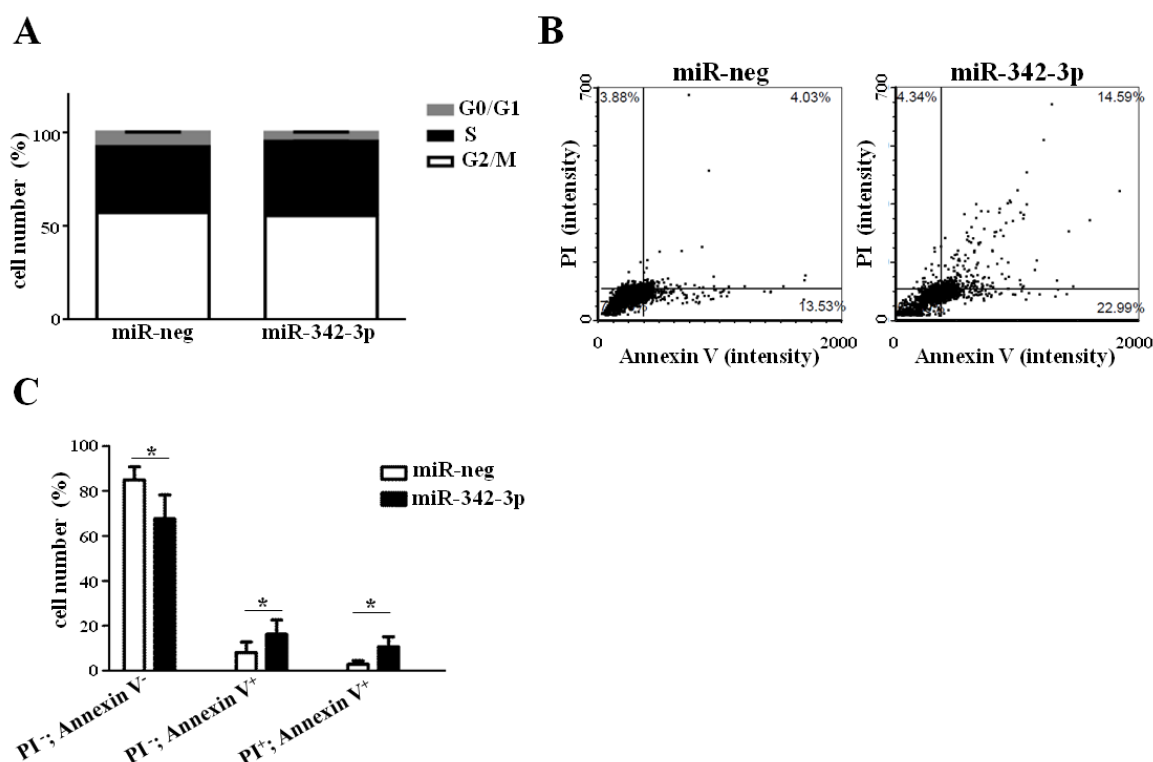 A
100
50
0
cell number (%)
miR-neg
miR-342-3p
G0/G1
S
G2/M
B
miR-neg
700
3.88%
4.03%
13.53%
PI (intensity)
0
0
2000
Annexin V (intensity)
miR-342-3p
700
4.34%
14.59%
22.99%
PI (intensity)
0
0
2000
Annexin V (intensity)
C
100
80
60
40
20
0
cell number (%)
*
*
*
miR-neg
miR-342-3p
PI⁻; Annexin V⁻
PI⁻; Annexin V⁺
PI⁺; Annexin V⁺